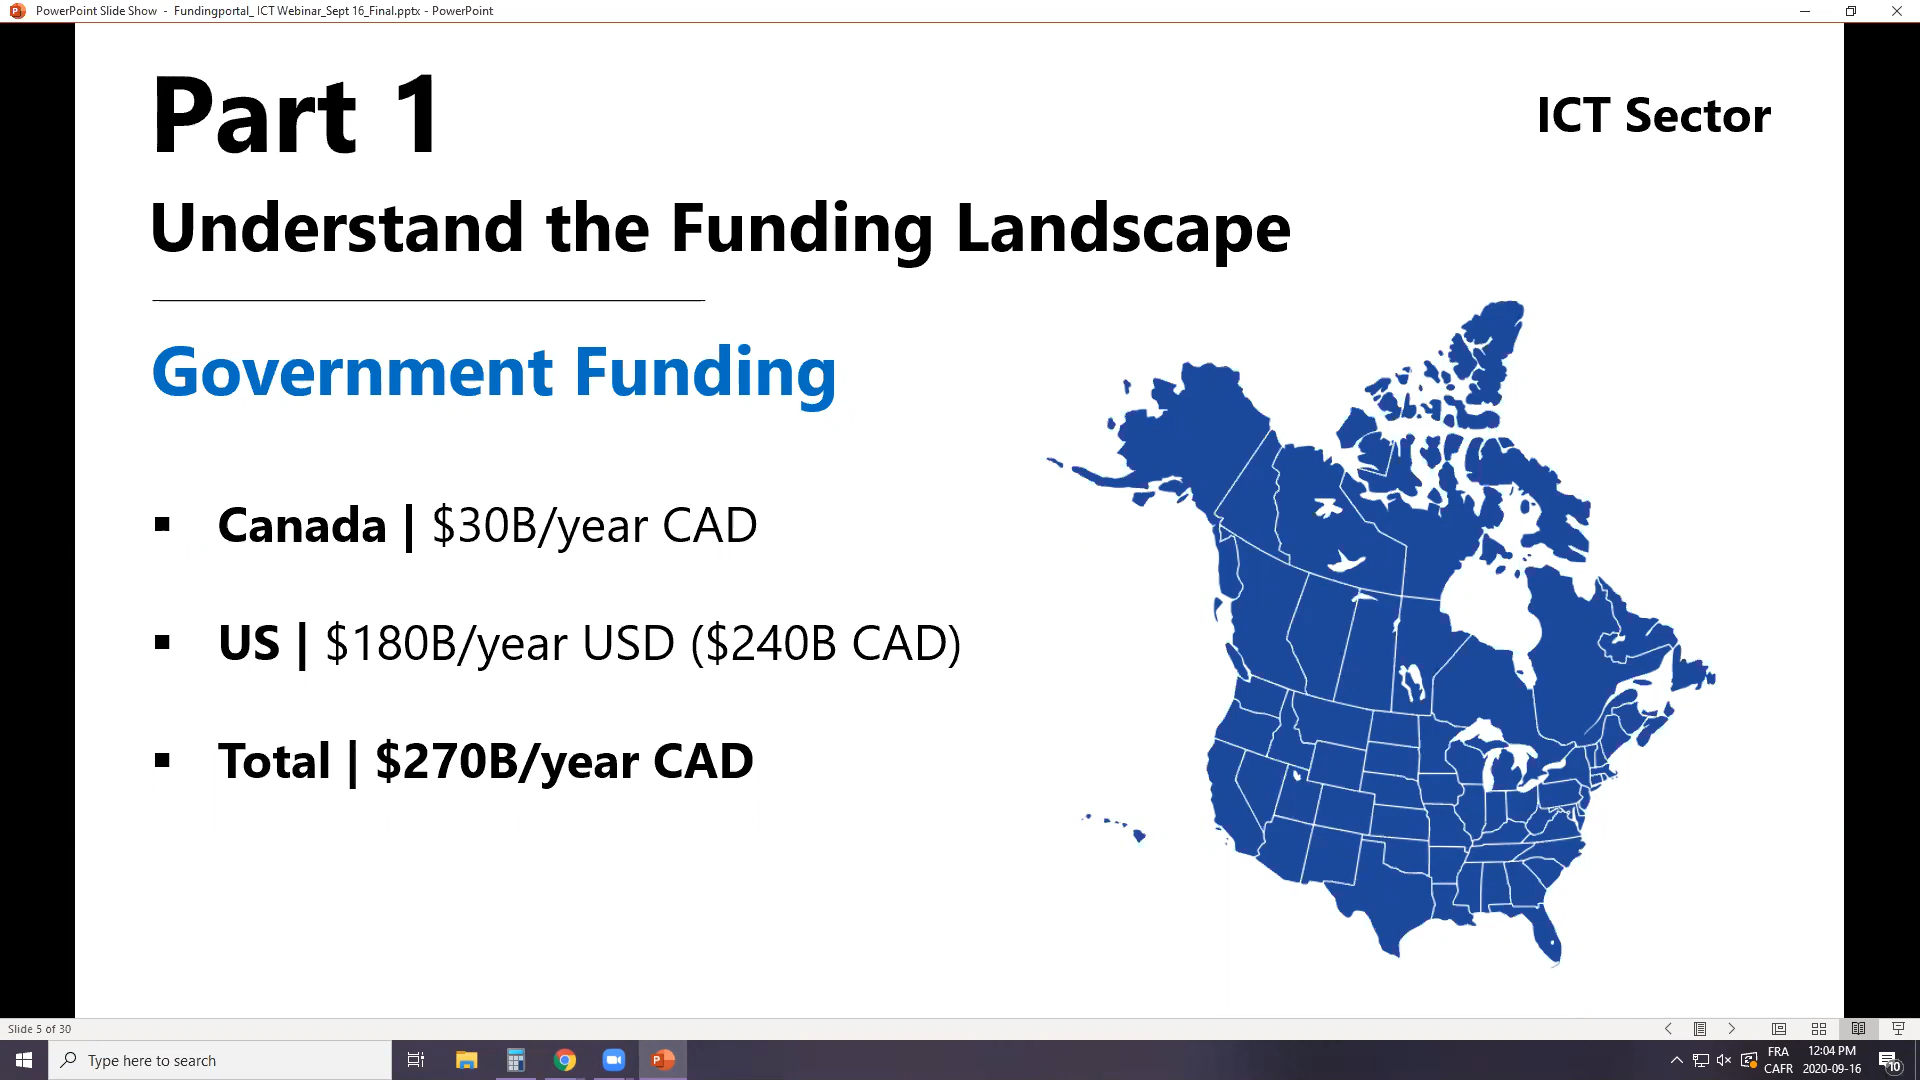 PowerPoint Slide Show - Fundingportal_ ICT Webinar_Sept 16_Final.pptx - PowerPoint
Part 1
ICT Sector
Understand the Funding Landscape
Government Funding
▪ Canada | $30B/year CAD
▪ US | $180B/year USD ($240B CAD)
▪ Total | $270B/year CAD
Slide 5 of 30
Type here to search
FRA
CAFR
12:04 PM
2020-09-16
10